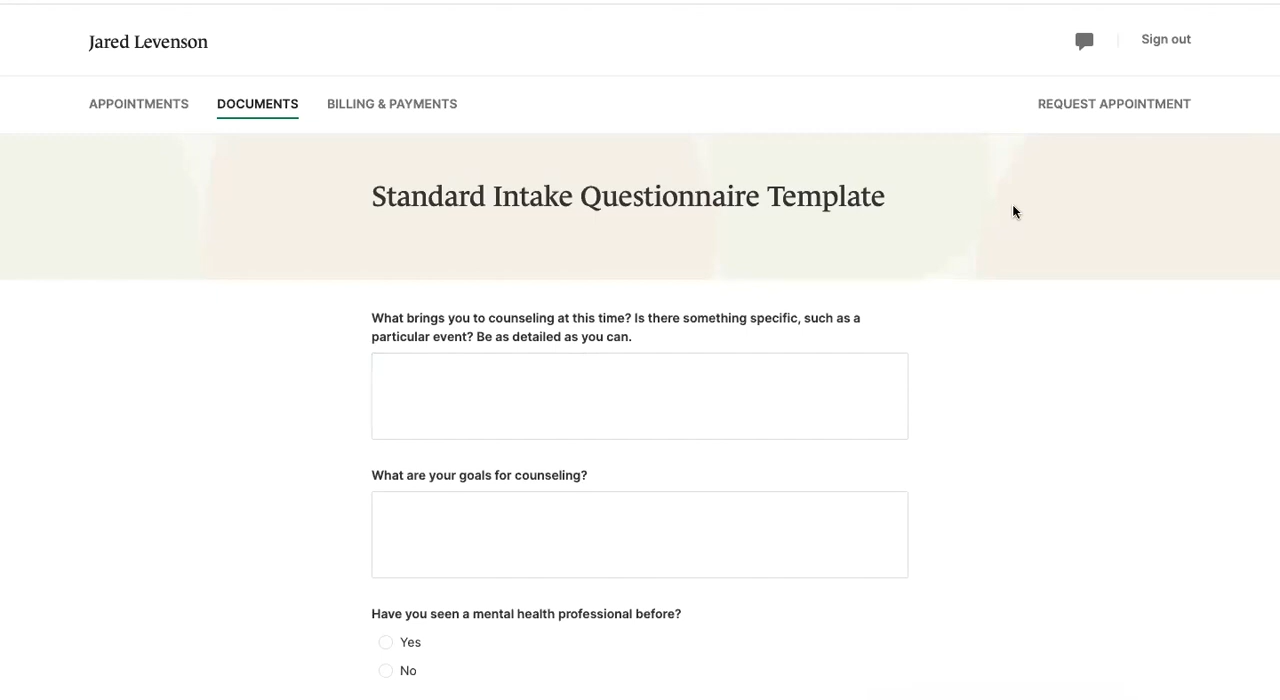 Jared Levenson
Sign out
APPOINTMENTS DOCUMENTS BILLING & PAYMENTS REQUEST APPOINTMENT
Standard Intake Questionnaire Template
What brings you to counseling at this time? Is there something specific, such as a
particular event? Be as detailed as you can.
What are your goals for counseling?
Have you seen a mental health professional before?
Yes
No